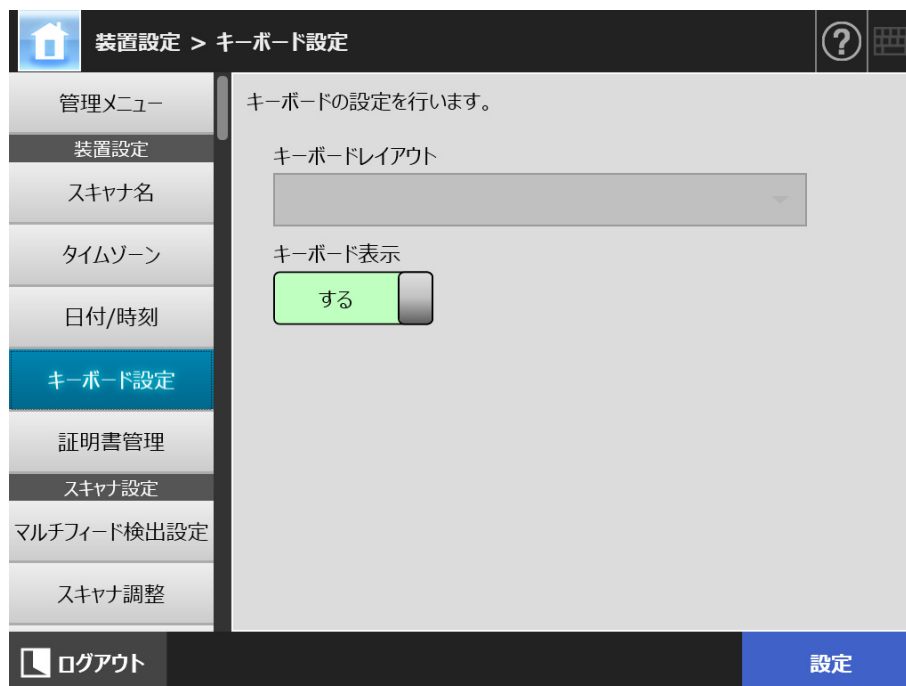 装置設定 > キーボード設定
?
管理メニュー
装置設定
スキャナ名
タイムゾーン
日付/時刻
キーボード設定
証明書管理
スキャナ設定
マルチフィード検出設定
スキャナ調整
キーボードの設定を行います。
キーボードレイアウト
キーボード表示
する
ログアウト
設定